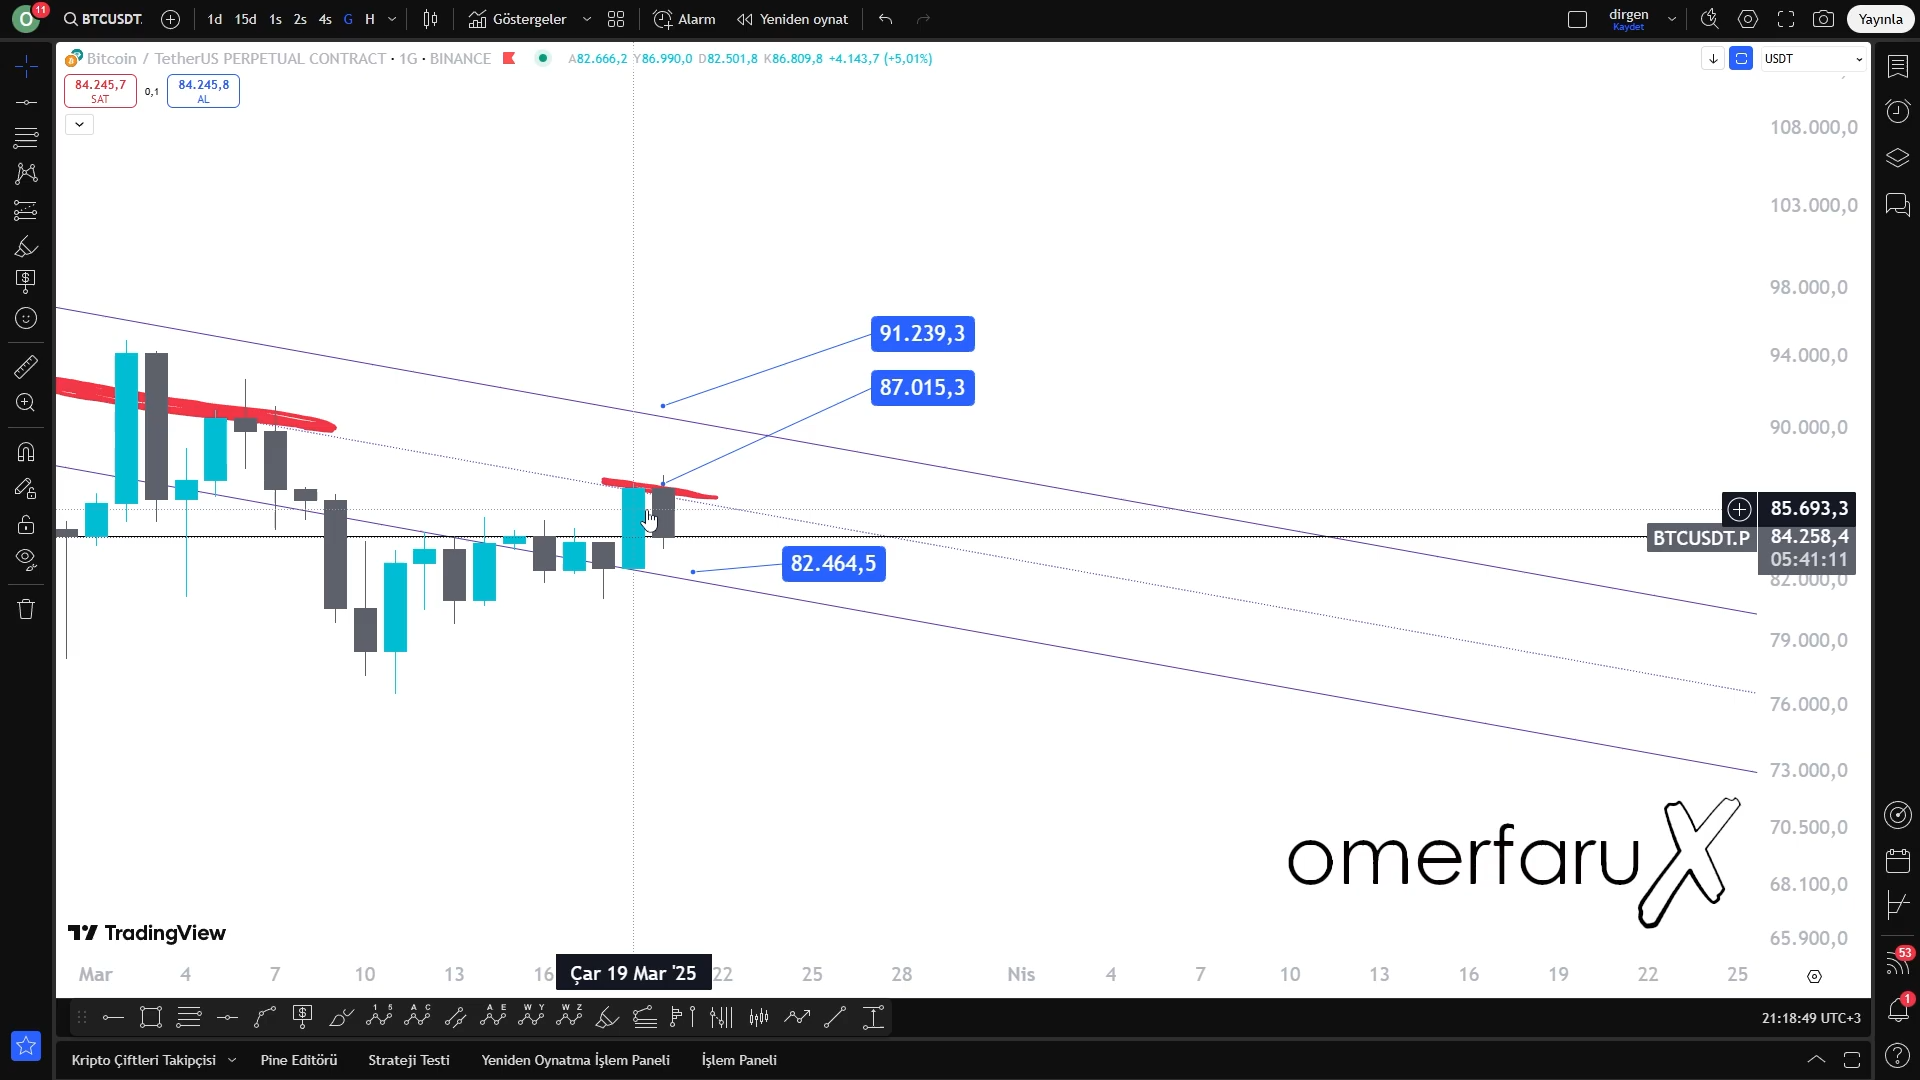 O 11 BTCUSDT. 1d 15d 1s 2s 4s G H Göstergeler Alarm Yeniden oynat dirgen Yayınla
Kaydet
Bitcoin / TetherUS PERPETUAL CONTRACT · 1G · BINANCE A82.666,2 Y86.990,0 D82.501,8 K86.809,8 +4.143,7 (+5,01%) USDT
84.245,7 0,1 84.245,8
SAT AL
108.000,0
103.000,0
98.000,0
91.239,3
94.000,0
87.015,3
90.000,0
85.693,3
BTCUSDT.P 84.258,4
05:41:11
82.464,5
82.000,0
79.000,0
76.000,0
73.000,0
70.500,0
omerfaruX
68.100,0
TradingView
65.900,0
Mar 4 7 10 13 16 Çar 19 Mar '25 22 25 28 Nis 4 7 10 13 16 19 22 25
53
1 5 A C A E W Y W Z 21:18:49 UTC+3
1
Kripto Çiftleri Takipçisi Pine Editörü Strateji Testi Yeniden Oynatma İşlem Paneli İşlem Paneli